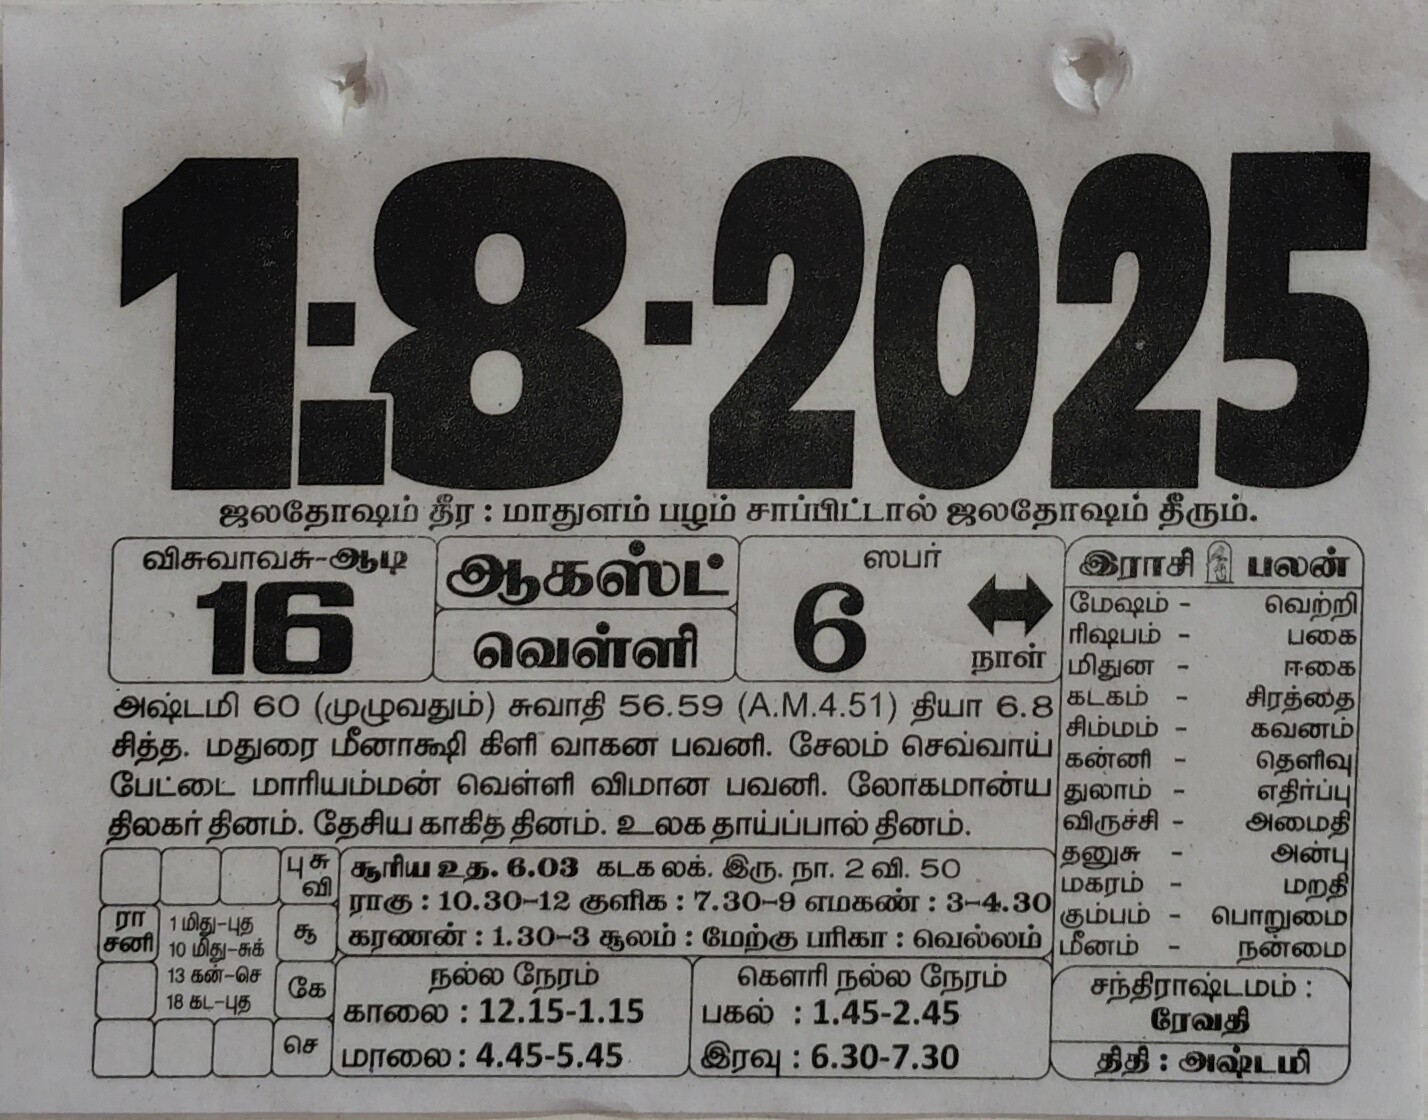 1.8.2025
ஜலதோஷம் தீர : மாதுளம் பழம் சாப்பிட்டால் ஜலதோஷம் தீரும்.
விசுவாவசு-ஆடி
16
ஆகஸ்ட்
வெள்ளி
ஸபர்
6
நாள்
அஷ்டமி 60 (முழுவதும்) சுவாதி 56.59 (A.M.4.51) தியா 6.8
சித்த. மதுரை மீனாக்ஷி கிளி வாகன பவனி. சேலம் செவ்வாய்
பேட்டை மாரியம்மன் வெள்ளி விமான பவனி. லோகமான்ய
திலகர் தினம். தேசிய காகித தினம். உலக தாய்ப்பால் தினம்.
இராசி பலன்
மேஷம் - வெற்றி
ரிஷபம் - பகை
மிதுன - ஈகை
கடகம் - சிரத்தை
சிம்மம் - கவனம்
கன்னி - தெளிவு
துலாம் - எதிர்ப்பு
விருச்சி - அமைதி
தனுசு - அன்பு
மகரம் - மறதி
கும்பம் - பொறுமை
மீனம் - நன்மை
சந்திராஷ்டமம் :
ரேவதி
திதி : அஷ்டமி
பு சு
வி
ரா
சனி
1 மிது-புத
10 மிது-சுக்
13 கன்-செ
18 கட-புத
சூ
கே
செ
சூரிய உத. 6.03 கடக லக். இரு. நா. 2 வி. 50
ராகு : 10.30-12 குளிக : 7.30-9 எமகண் : 3-4.30
கரணன் : 1.30-3 சூலம் : மேற்கு பரிகா : வெல்லம்
நல்ல நேரம்
காலை : 12.15-1.15
மாலை : 4.45-5.45
கௌரி நல்ல நேரம்
பகல் : 1.45-2.45
இரவு : 6.30-7.30